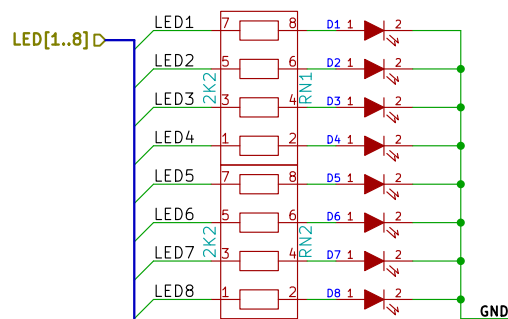 LED1 7 8 D1 1 2
LED[1..8]
LED2 5 6 D2 1 2
2K2 RN1
LED3 3 4 D3 1 2
LED4 1 2 D4 1 2
LED5 7 8 D5 1 2
LED6 5 6 D6 1 2
2K2 RN2
LED7 3 4 D7 1 2
LED8 1 2 D8 1 2
GND